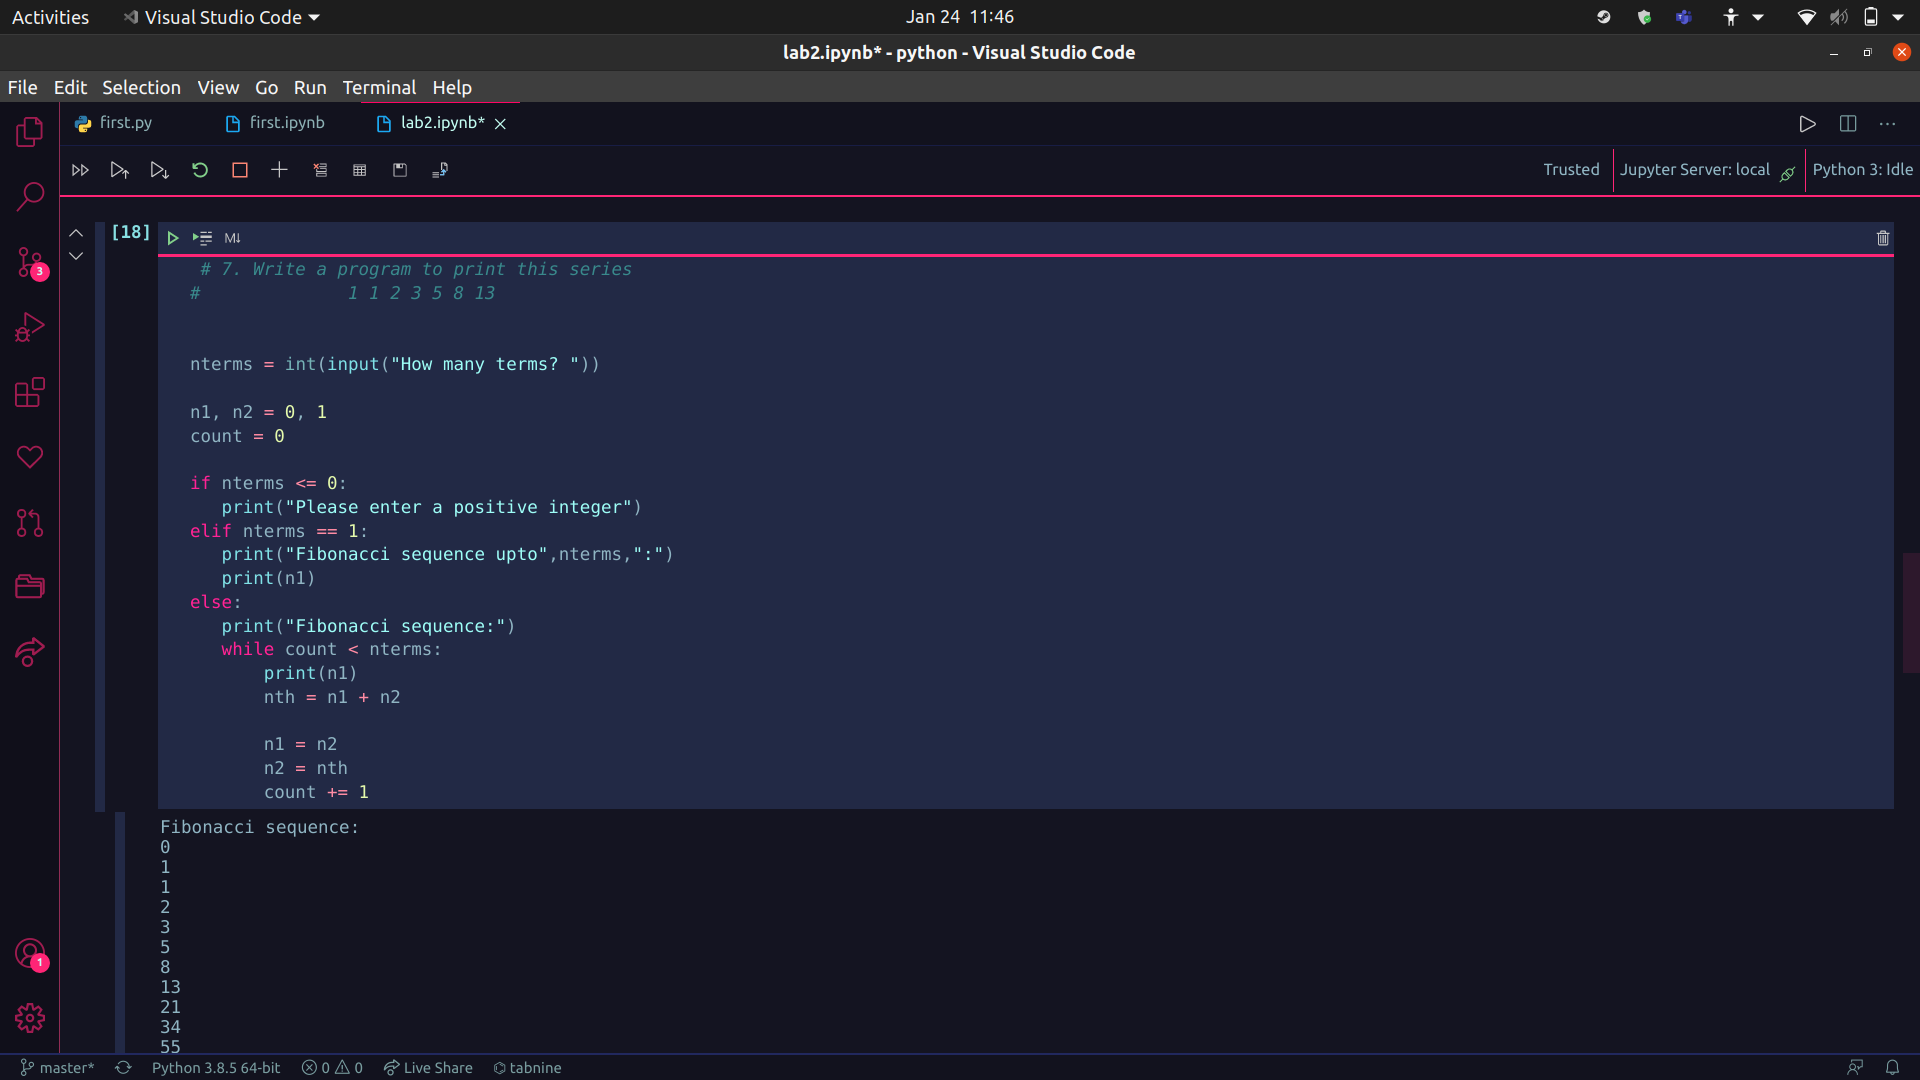 Activities Visual Studio Code Jan 24 11:46
lab2.ipynb* - python - Visual Studio Code
File Edit Selection View Go Run Terminal Help
first.py first.ipynb lab2.ipynb*
Trusted Jupyter Server: local Python 3: Idle
3
[18] M↓
# 7. Write a program to print this series
# 1 1 2 3 5 8 13
nterms = int(input("How many terms? "))
n1, n2 = 0, 1
count = 0
if nterms <= 0:
print("Please enter a positive integer")
elif nterms == 1:
print("Fibonacci sequence upto",nterms,":")
print(n1)
else:
print("Fibonacci sequence:")
while count < nterms:
print(n1)
nth = n1 + n2
n1 = n2
n2 = nth
count += 1
Fibonacci sequence:
0
1
1
2
3
5
8
13
21
34
55
1
master* Python 3.8.5 64-bit 0 0 Live Share tabnine